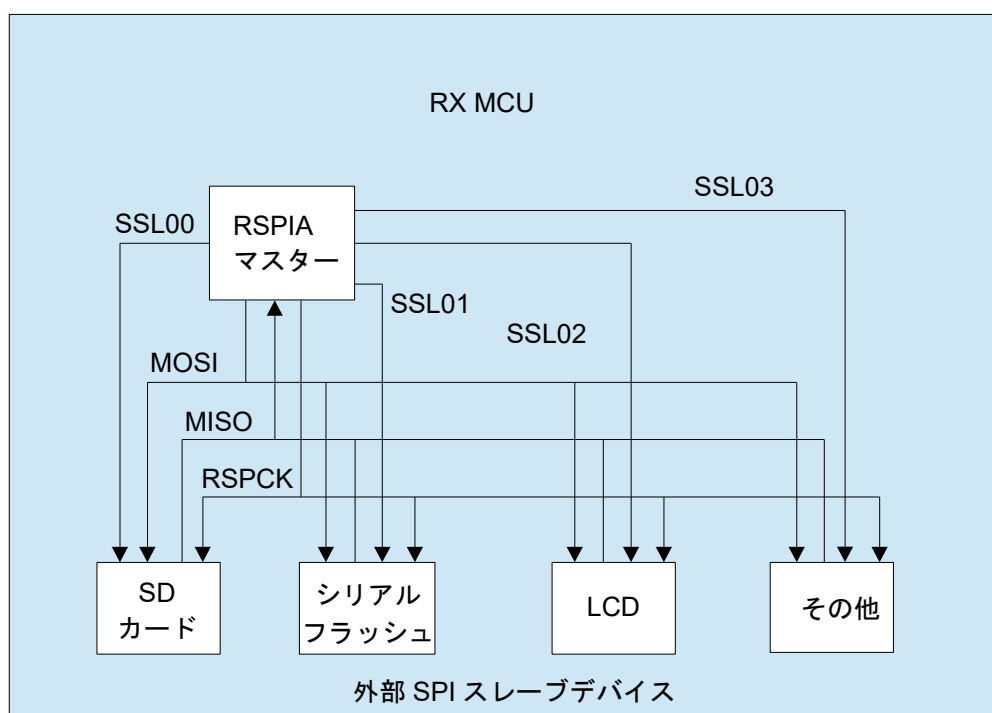 RX MCU
SSL03
SSL00
RSPIA
マスター
SSL01
SSL02
MOSI
MISO
RSPCK
SD
カード
シリアル
フラッシュ
LCD
その他
外部 SPI スレーブデバイス